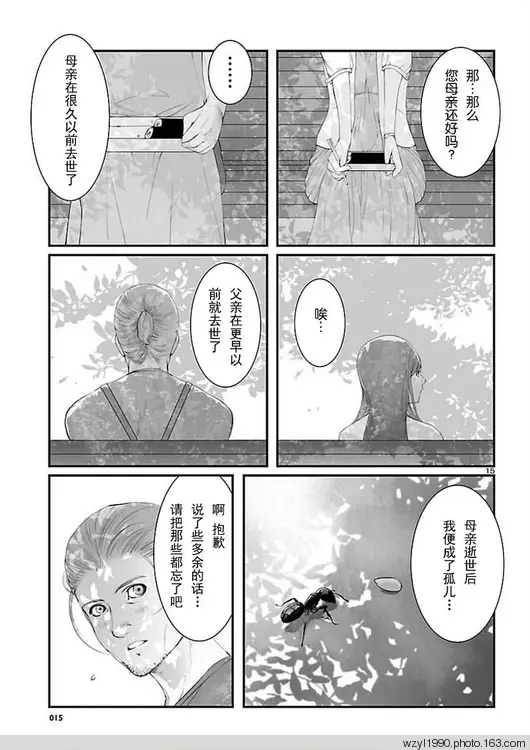 那…那么
您母亲还好吗?
……
母亲在很久以前去世了
唉…
父亲在更早以
前就去世了
15
母亲逝世后
我便成了孤儿…
啊 抱歉
说了些多余的话…
请把那些都忘了吧
015
wzyl1990.photo.163.com